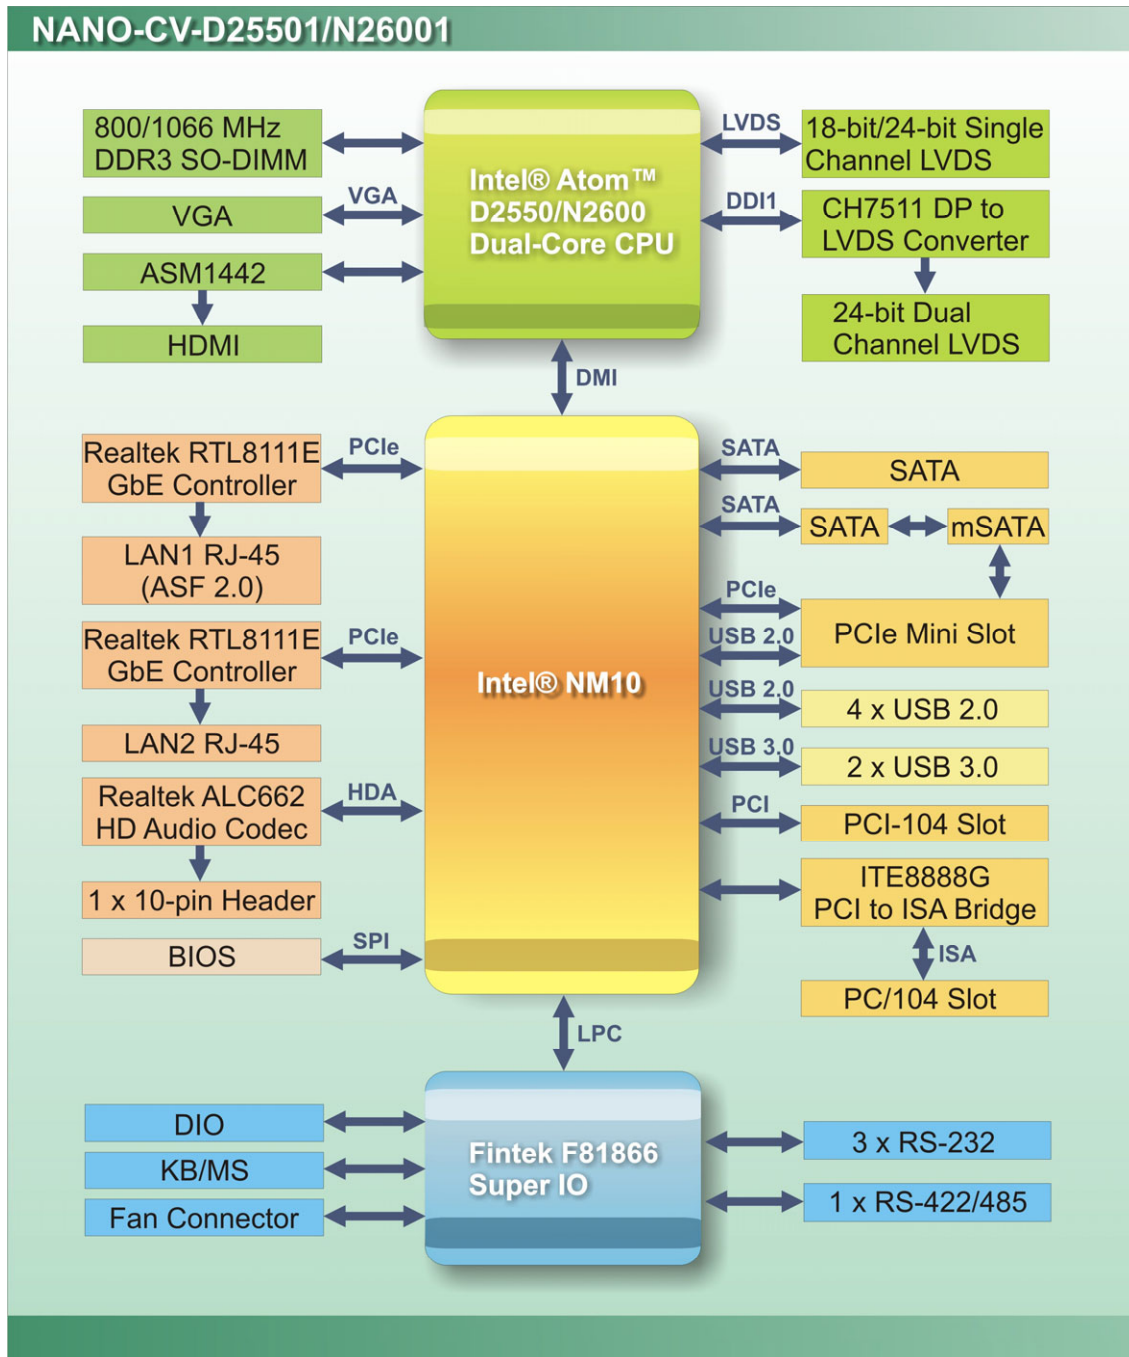 NANO-CV-D25501/N26001
800/1066 MHz
DDR3 SO-DIMM
VGA
VGA
ASM1442
HDMI
Intel® Atom™
D2550/N2600
Dual-Core CPU
LVDS
18-bit/24-bit Single
Channel LVDS
DDI1
CH7511 DP to
LVDS Converter
24-bit Dual
Channel LVDS
DMI
Realtek RTL8111E
GbE Controller
PCIe
LAN1 RJ-45
(ASF 2.0)
Realtek RTL8111E
GbE Controller
PCIe
LAN2 RJ-45
Realtek ALC662
HD Audio Codec
HDA
1 x 10-pin Header
BIOS
SPI
Intel® NM10
SATA
SATA
SATA
SATA
mSATA
PCIe
USB 2.0
PCIe Mini Slot
USB 2.0
4 x USB 2.0
USB 3.0
2 x USB 3.0
PCI
PCI-104 Slot
ITE8888G
PCI to ISA Bridge
ISA
PC/104 Slot
LPC
DIO
KB/MS
Fan Connector
Fintek F81866
Super IO
3 x RS-232
1 x RS-422/485